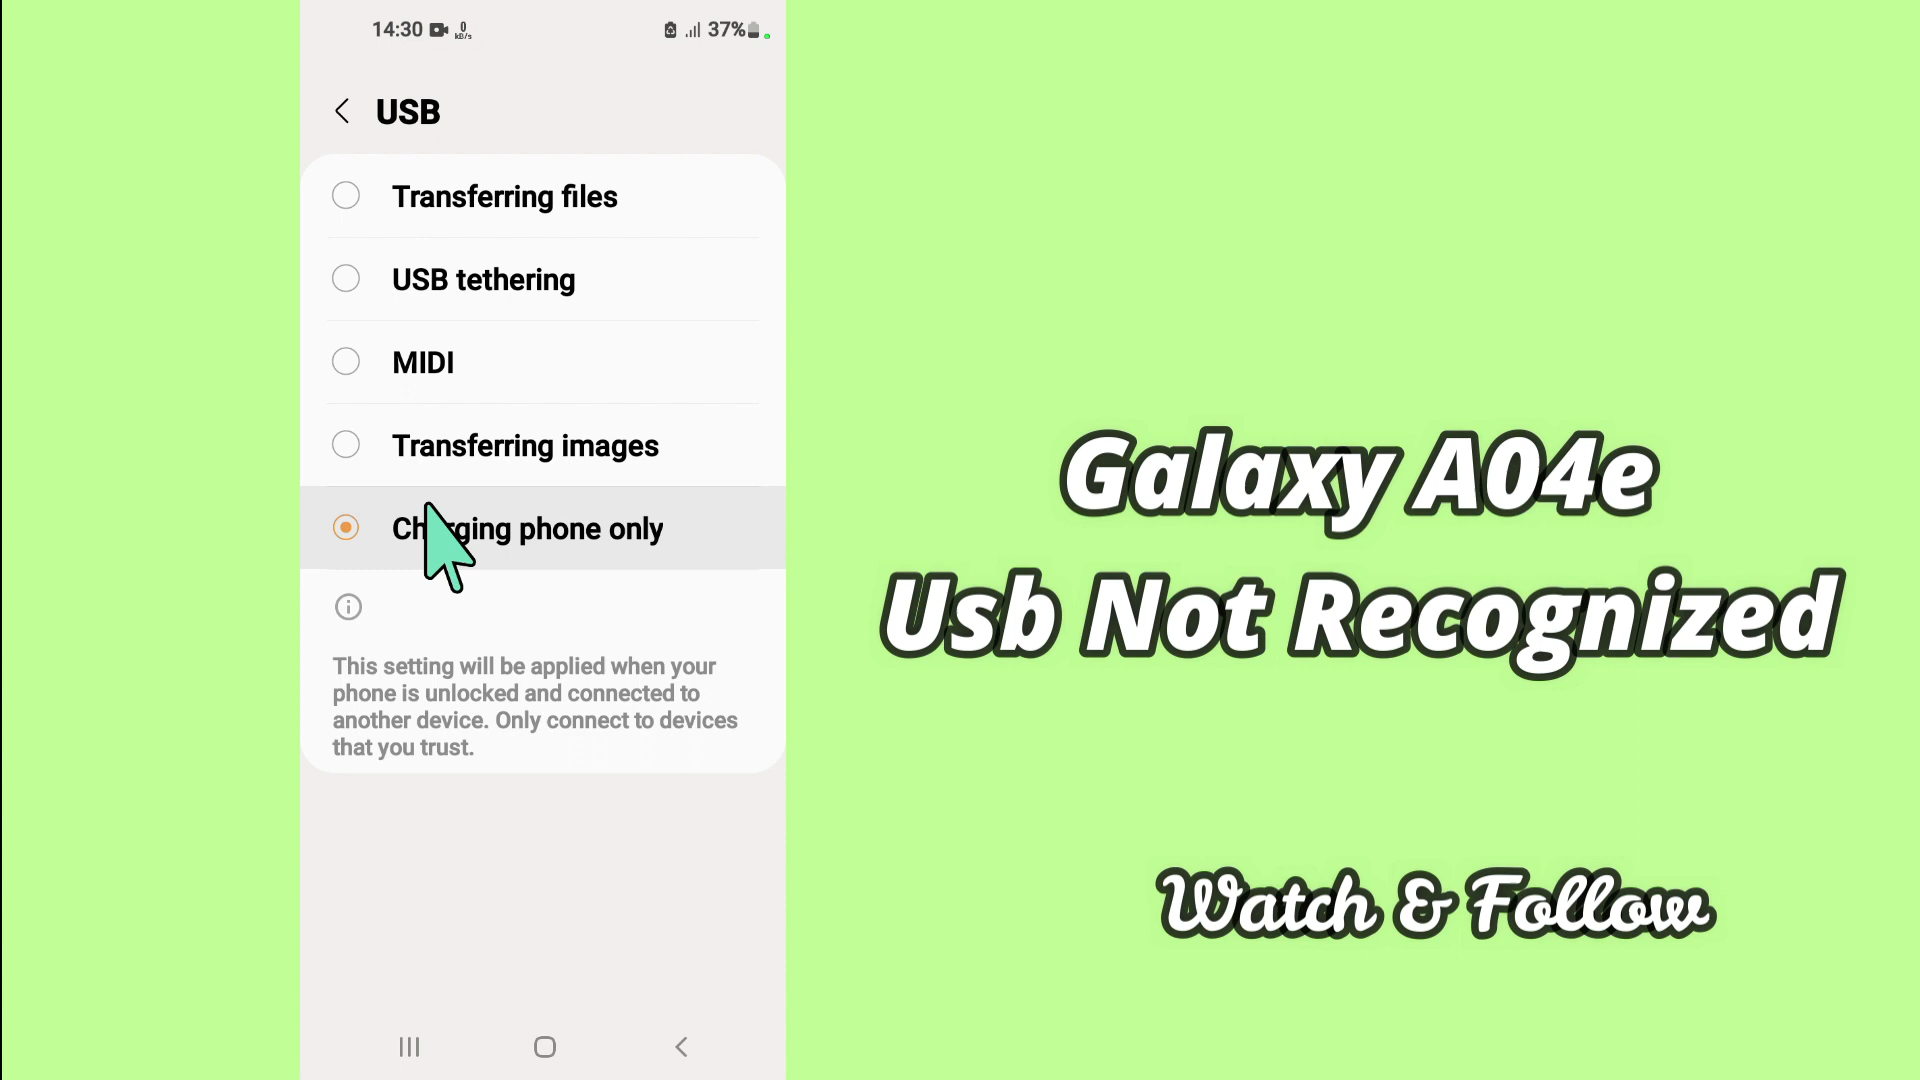 14:30 0 kB/s 37%
USB
Transferring files
USB tethering
MIDI
Transferring images
Charging phone only
This setting will be applied when your
phone is unlocked and connected to
another device. Only connect to devices
that you trust.
Galaxy A04e
Usb Not Recognized
Watch & Follow